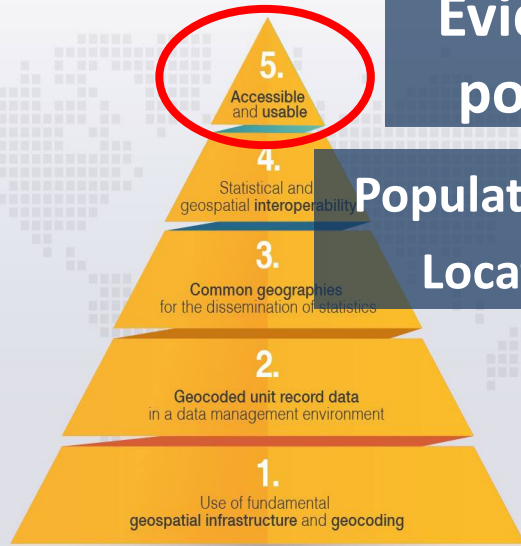 Evid
po
5.
Accessible
and usable
4.
Statistical and
geospatial interoperability
Populat
Locat
3.
Common geographies
for the dissemination of statistics
2.
Geocoded unit record data
in a data management environment
1.
Use of fundamental
geospatial infrastructure and geocoding